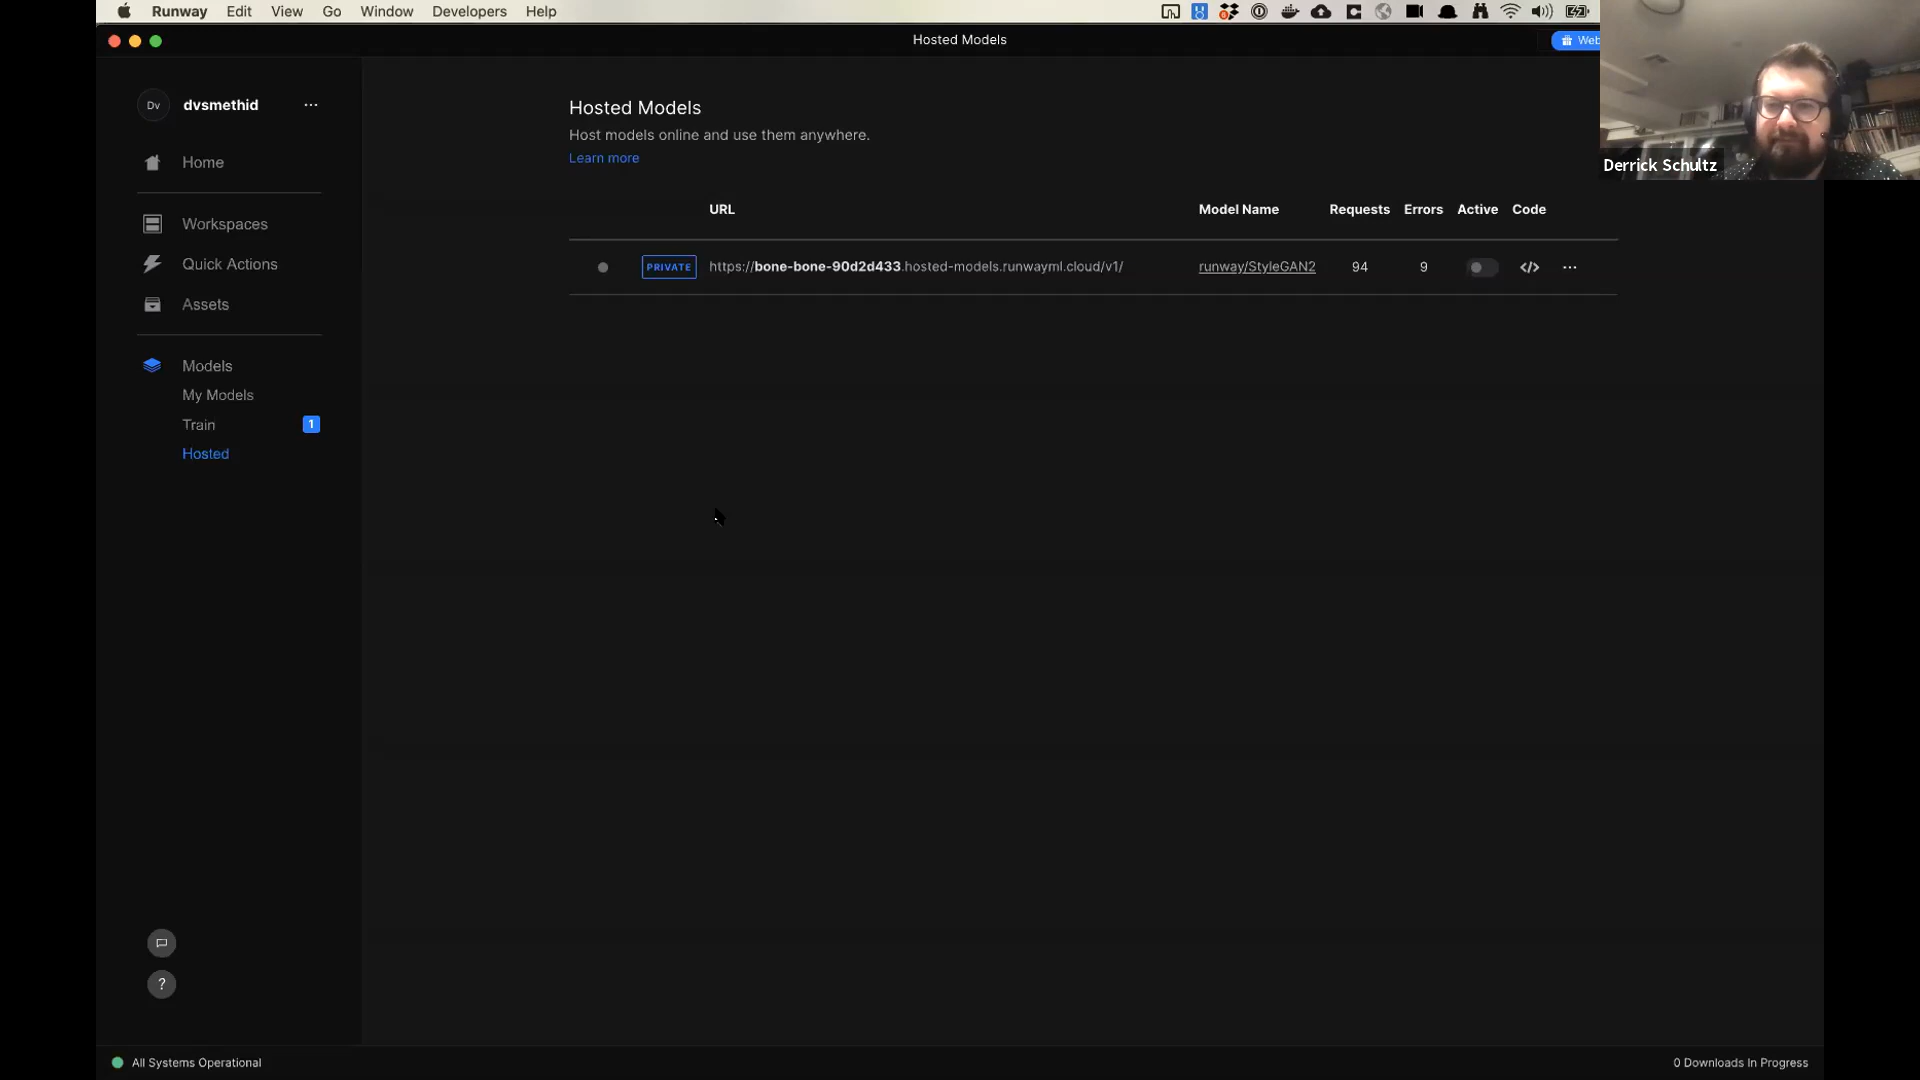 Runway Edit View Go Window Developers Help
Hosted Models
Web
Derrick Schultz
Dv dvsmethid ...
Home
Workspaces
Quick Actions
Assets
Models
My Models
Train 1
Hosted
Hosted Models
Host models online and use them anywhere.
Learn more
URL Model Name Requests Errors Active Code
PRIVATE https://bone-bone-90d2d433.hosted-models.runwayml.cloud/v1/ runway/StyleGAN2 94 9 </> ...
?
All Systems Operational
0 Downloads In Progress